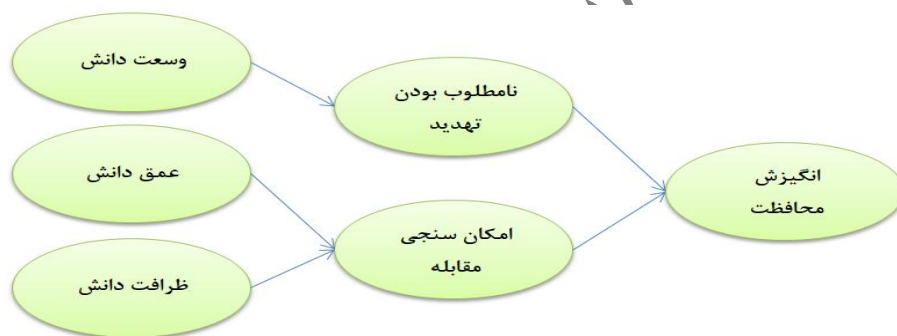 وسعت دانش
نامطلوب بودن
تهدید
عمق دانش
انگیزش
محافظت
امکان سنجی
مقابله
ظرافت دانش